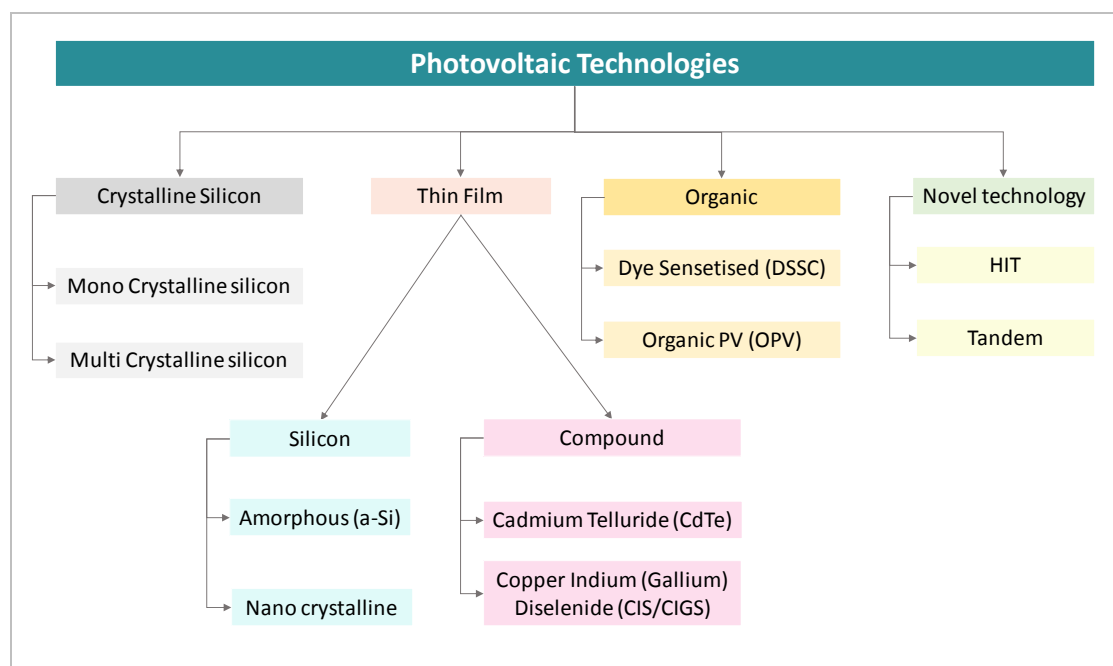 Photovoltaic Technologies
Crystalline Silicon
Thin Film
Organic
Novel technology
Mono Crystalline silicon
Multi Crystalline silicon
Dye Sensetised (DSSC)
Organic PV (OPV)
HIT
Tandem
Silicon
Compound
Amorphous (a-Si)
Nano crystalline
Cadmium Telluride (CdTe)
Copper Indium (Gallium)
Diselenide (CIS/CIGS)